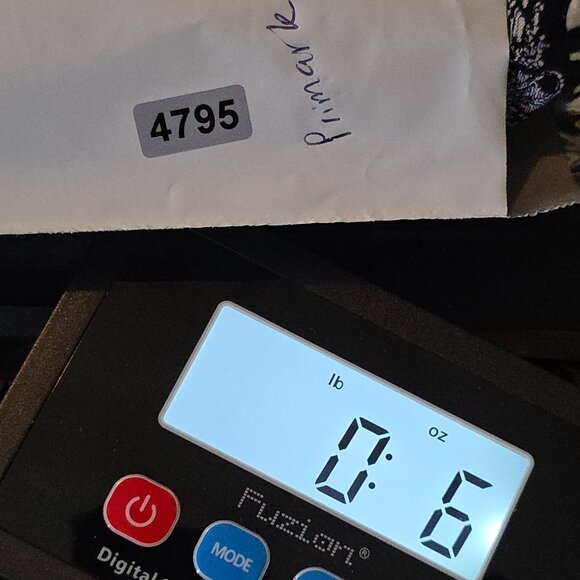 Primark
4795
lb oz
0:6
Fuzion®
MODE
Digital